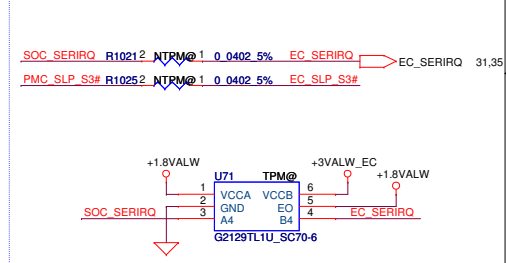 SOC_SERIRQ R1021 2 NTPM@ 1 0_0402_5% EC_SERIRQ
EC_SERIRQ 31,35
PMC_SLP_S3# R1025 2 NTPM@ 1 0_0402_5% EC_SLP_S3#
+1.8VALW +3VALW_EC
+1.8VALW
U71 TPM@
1 VCCA VCCB 6
2 GND EO 5
SOC_SERIRQ 3 A4 B4 4 EC_SERIRQ
G2129TL1U_SC70-6